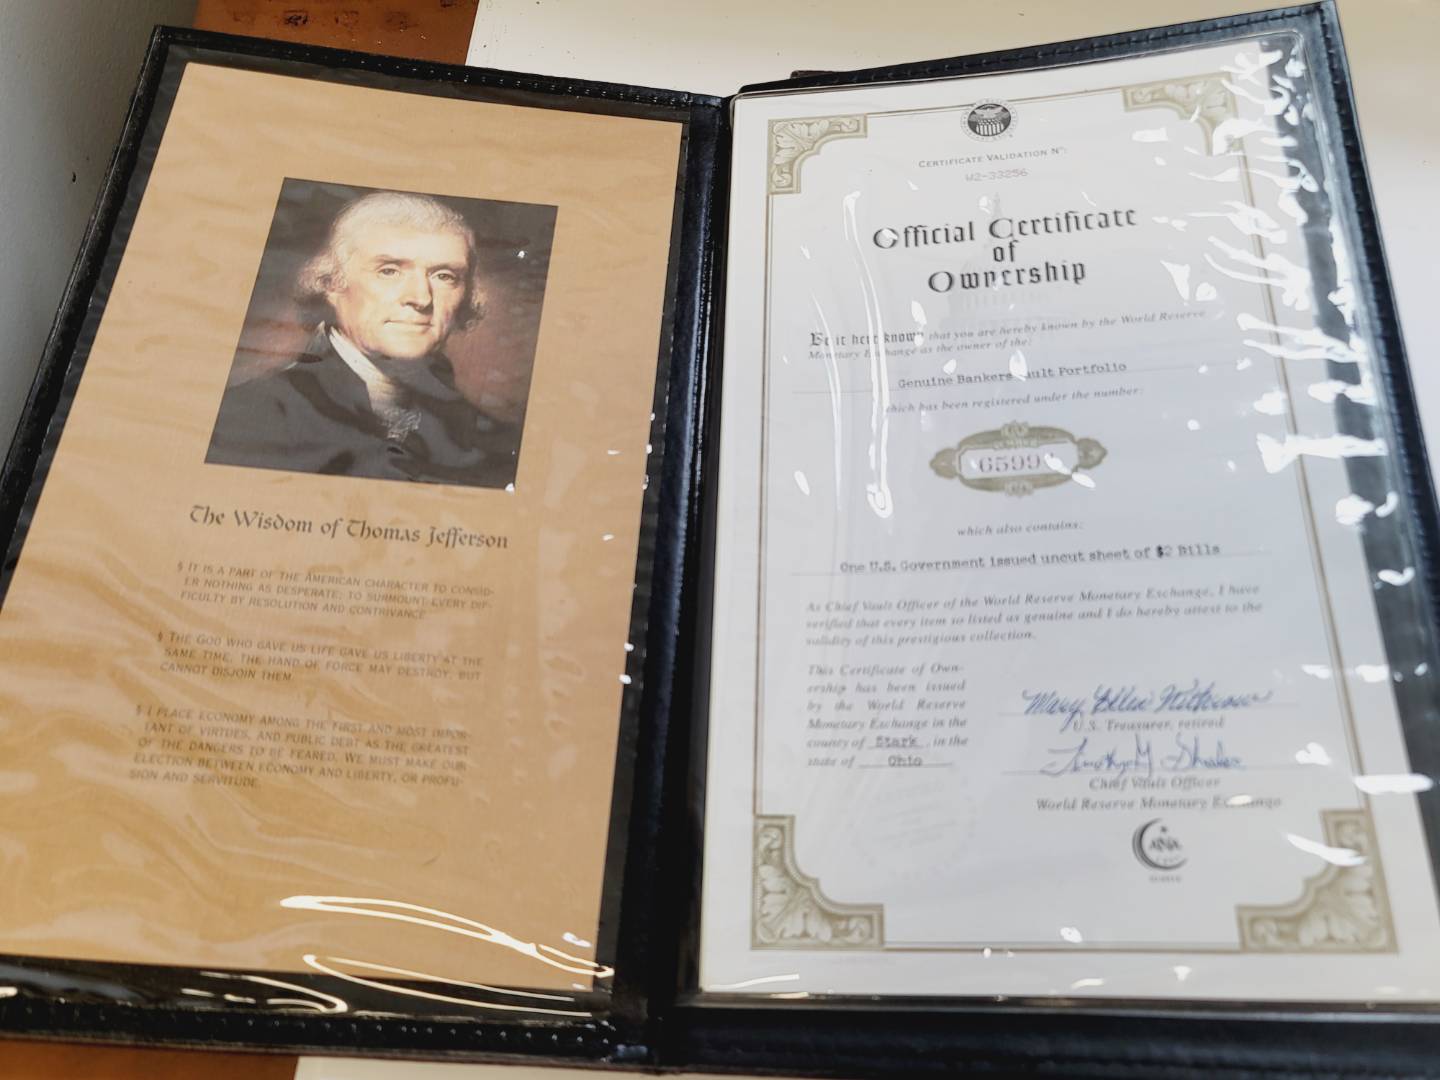 The Wisdom of Thomas Jefferson
§ IT IS A PART OF THE AMERICAN CHARACTER TO CONSID-
ER NOTHING AS DESPERATE; TO SURMOUNT EVERY DIF-
FICULTY BY RESOLUTION AND CONTRIVANCE.
§ THE GOD WHO GAVE US LIFE GAVE US LIBERTY AT THE
SAME TIME, THE HAND OF FORCE MAY DESTROY, BUT
CANNOT DISJOIN THEM.
§ I PLACE ECONOMY AMONG THE FIRST AND MOST IMPOR-
TANT OF VIRTUES, AND PUBLIC DEBT AS THE GREATEST
OF THE DANGERS TO BE FEARED. WE MUST MAKE OUR
ELECTION BETWEEN ECONOMY AND LIBERTY, OR PROFU-
SION AND SERVITUDE.
CERTIFICATE VALIDATION Nº:
W2-33256
Official Certificate
of
Ownership
Be it here known that you are hereby known by the World Reserve
Monetary Exchange as the owner of the:
Genuine Bankers Vault Portfolio
which has been registered under the number:
which also contains:
One U.S. Government issued uncut sheet of $2 Bills
As Chief Vault Officer of the World Reserve Monetary Exchange, I have
verified that every item so listed as genuine and I do hereby attest to the
validity of this prestigious collection.
This Certificate of Own-
ership has been issued
by the World Reserve
Monetary Exchange in the
county of Stark, in the
state of Ohio
Mary Ellen Withrow
U.S. Treasurer, retired
Timothy J. Shissler
Chief Vault Officer
World Reserve Monetary Exchange
ANA